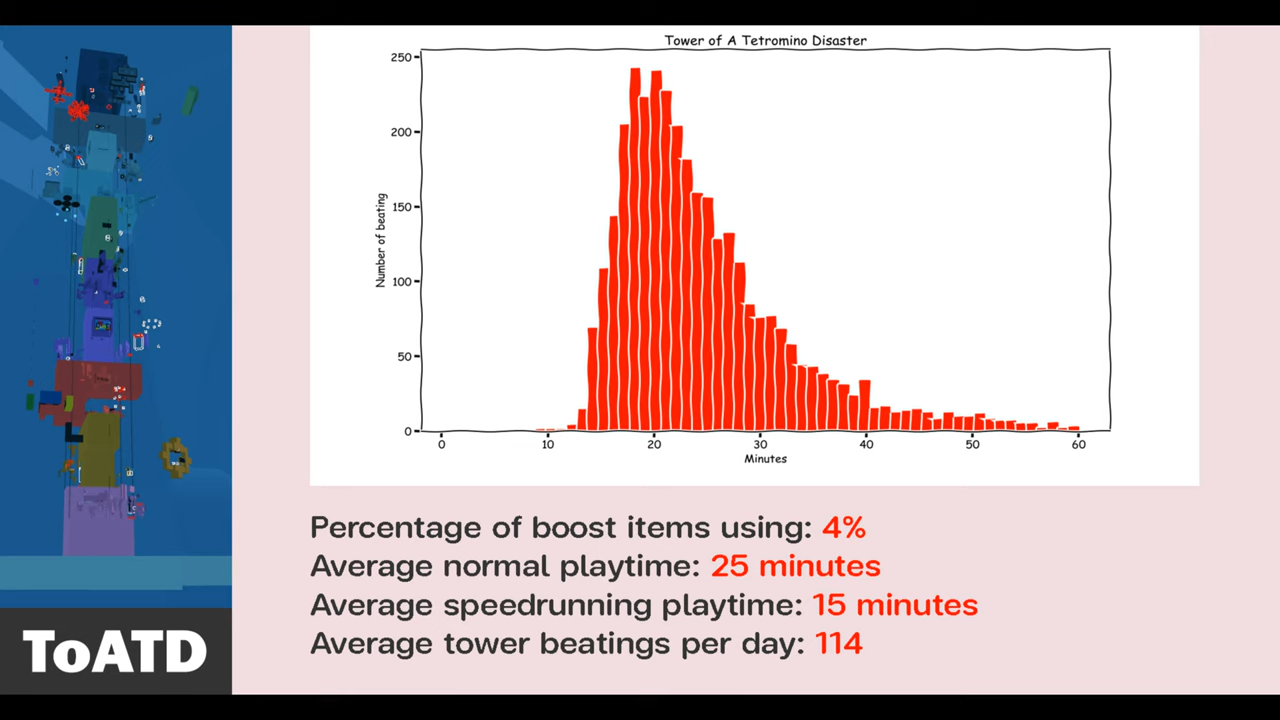 Tower of A Tetromino Disaster
250
200
150
100
50
0
Number of beating
0 10 20 30 40 50 60
Minutes
Percentage of boost items using: 4%
Average normal playtime: 25 minutes
Average speedrunning playtime: 15 minutes
Average tower beatings per day: 114
ToATD